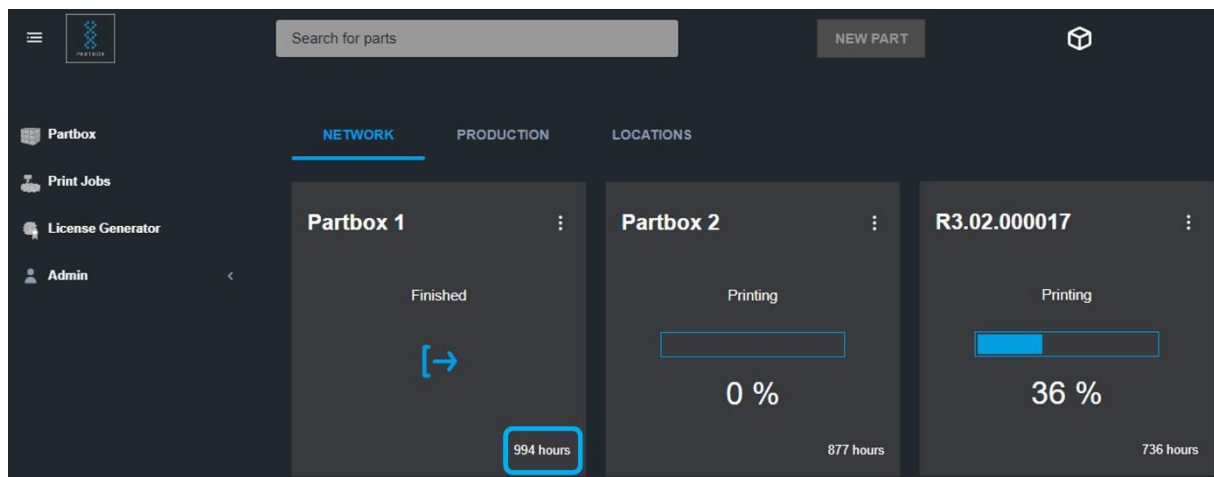 PARTBOX
Search for parts
NEW PART
Partbox
Print Jobs
License Generator
Admin
NETWORK PRODUCTION LOCATIONS
Partbox 1
Finished
994 hours
Partbox 2
Printing
0 %
877 hours
R3.02.000017
Printing
36 %
736 hours